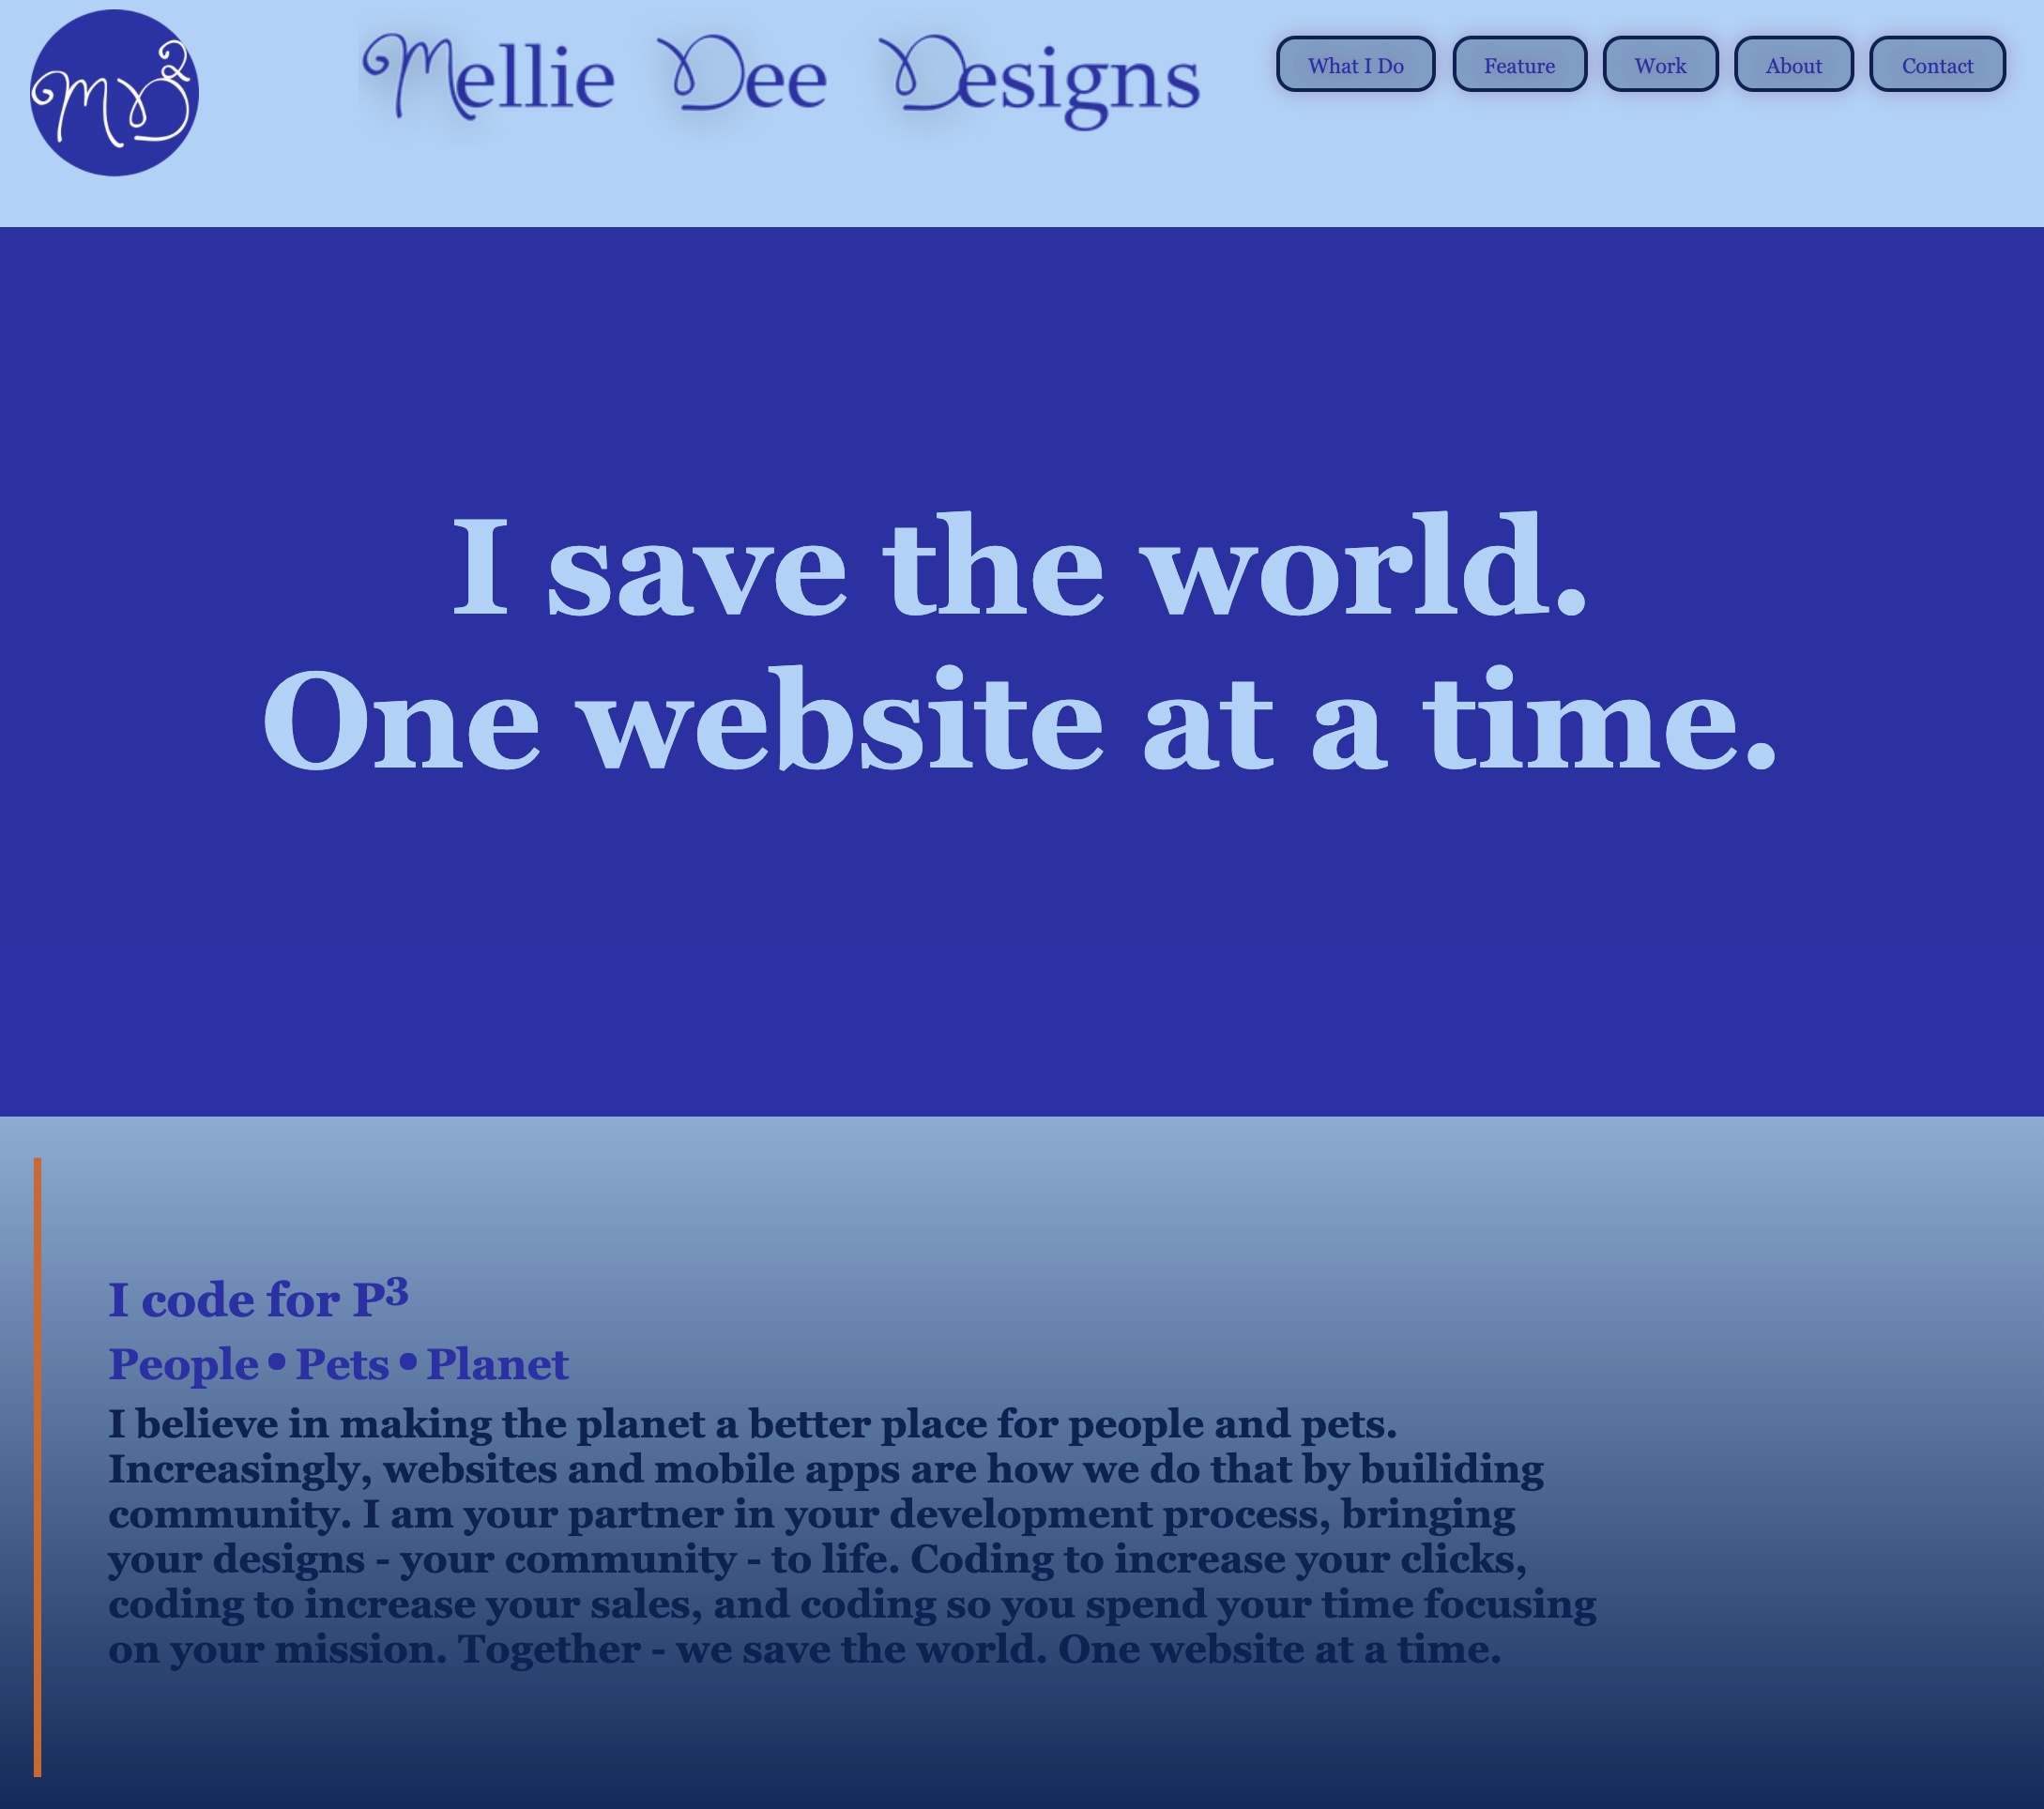 MD²
Mellie Dee Designs
What I Do
Feature
Work
About
Contact
I save the world.
One website at a time.
I code for P³
People • Pets • Planet
I believe in making the planet a better place for people and pets.
Increasingly, websites and mobile apps are how we do that by builiding
community. I am your partner in your development process, bringing
your designs - your community - to life. Coding to increase your clicks,
coding to increase your sales, and coding so you spend your time focusing
on your mission. Together - we save the world. One website at a time.